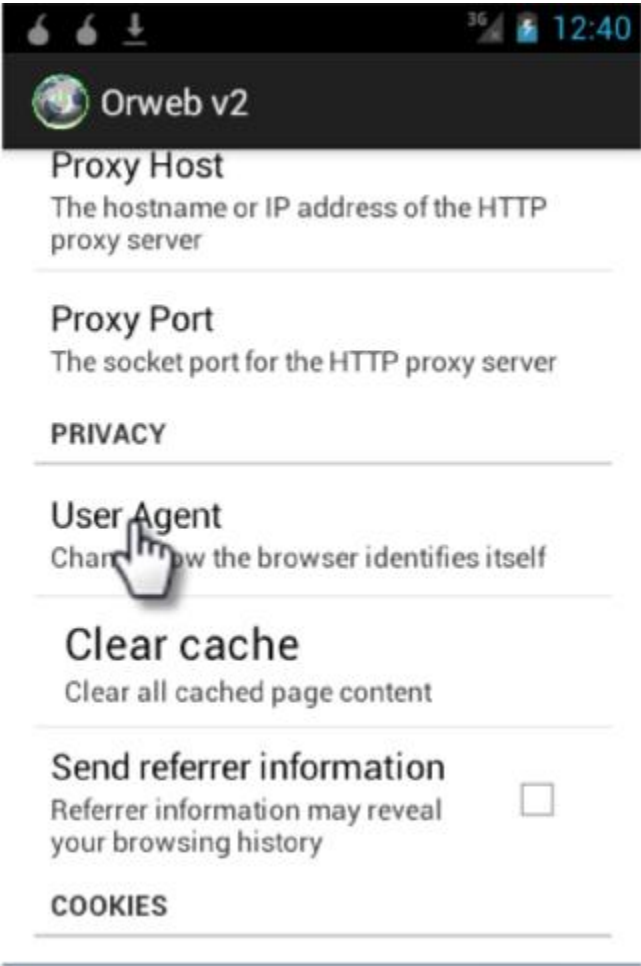 3G 12:40
Orweb v2
Proxy Host
The hostname or IP address of the HTTP
proxy server
Proxy Port
The socket port for the HTTP proxy server
PRIVACY
User Agent
the browser identifies itself
Clear cache
Clear all cached page content
Send referrer information
Referrer information may reveal
your browsing history
COOKIES